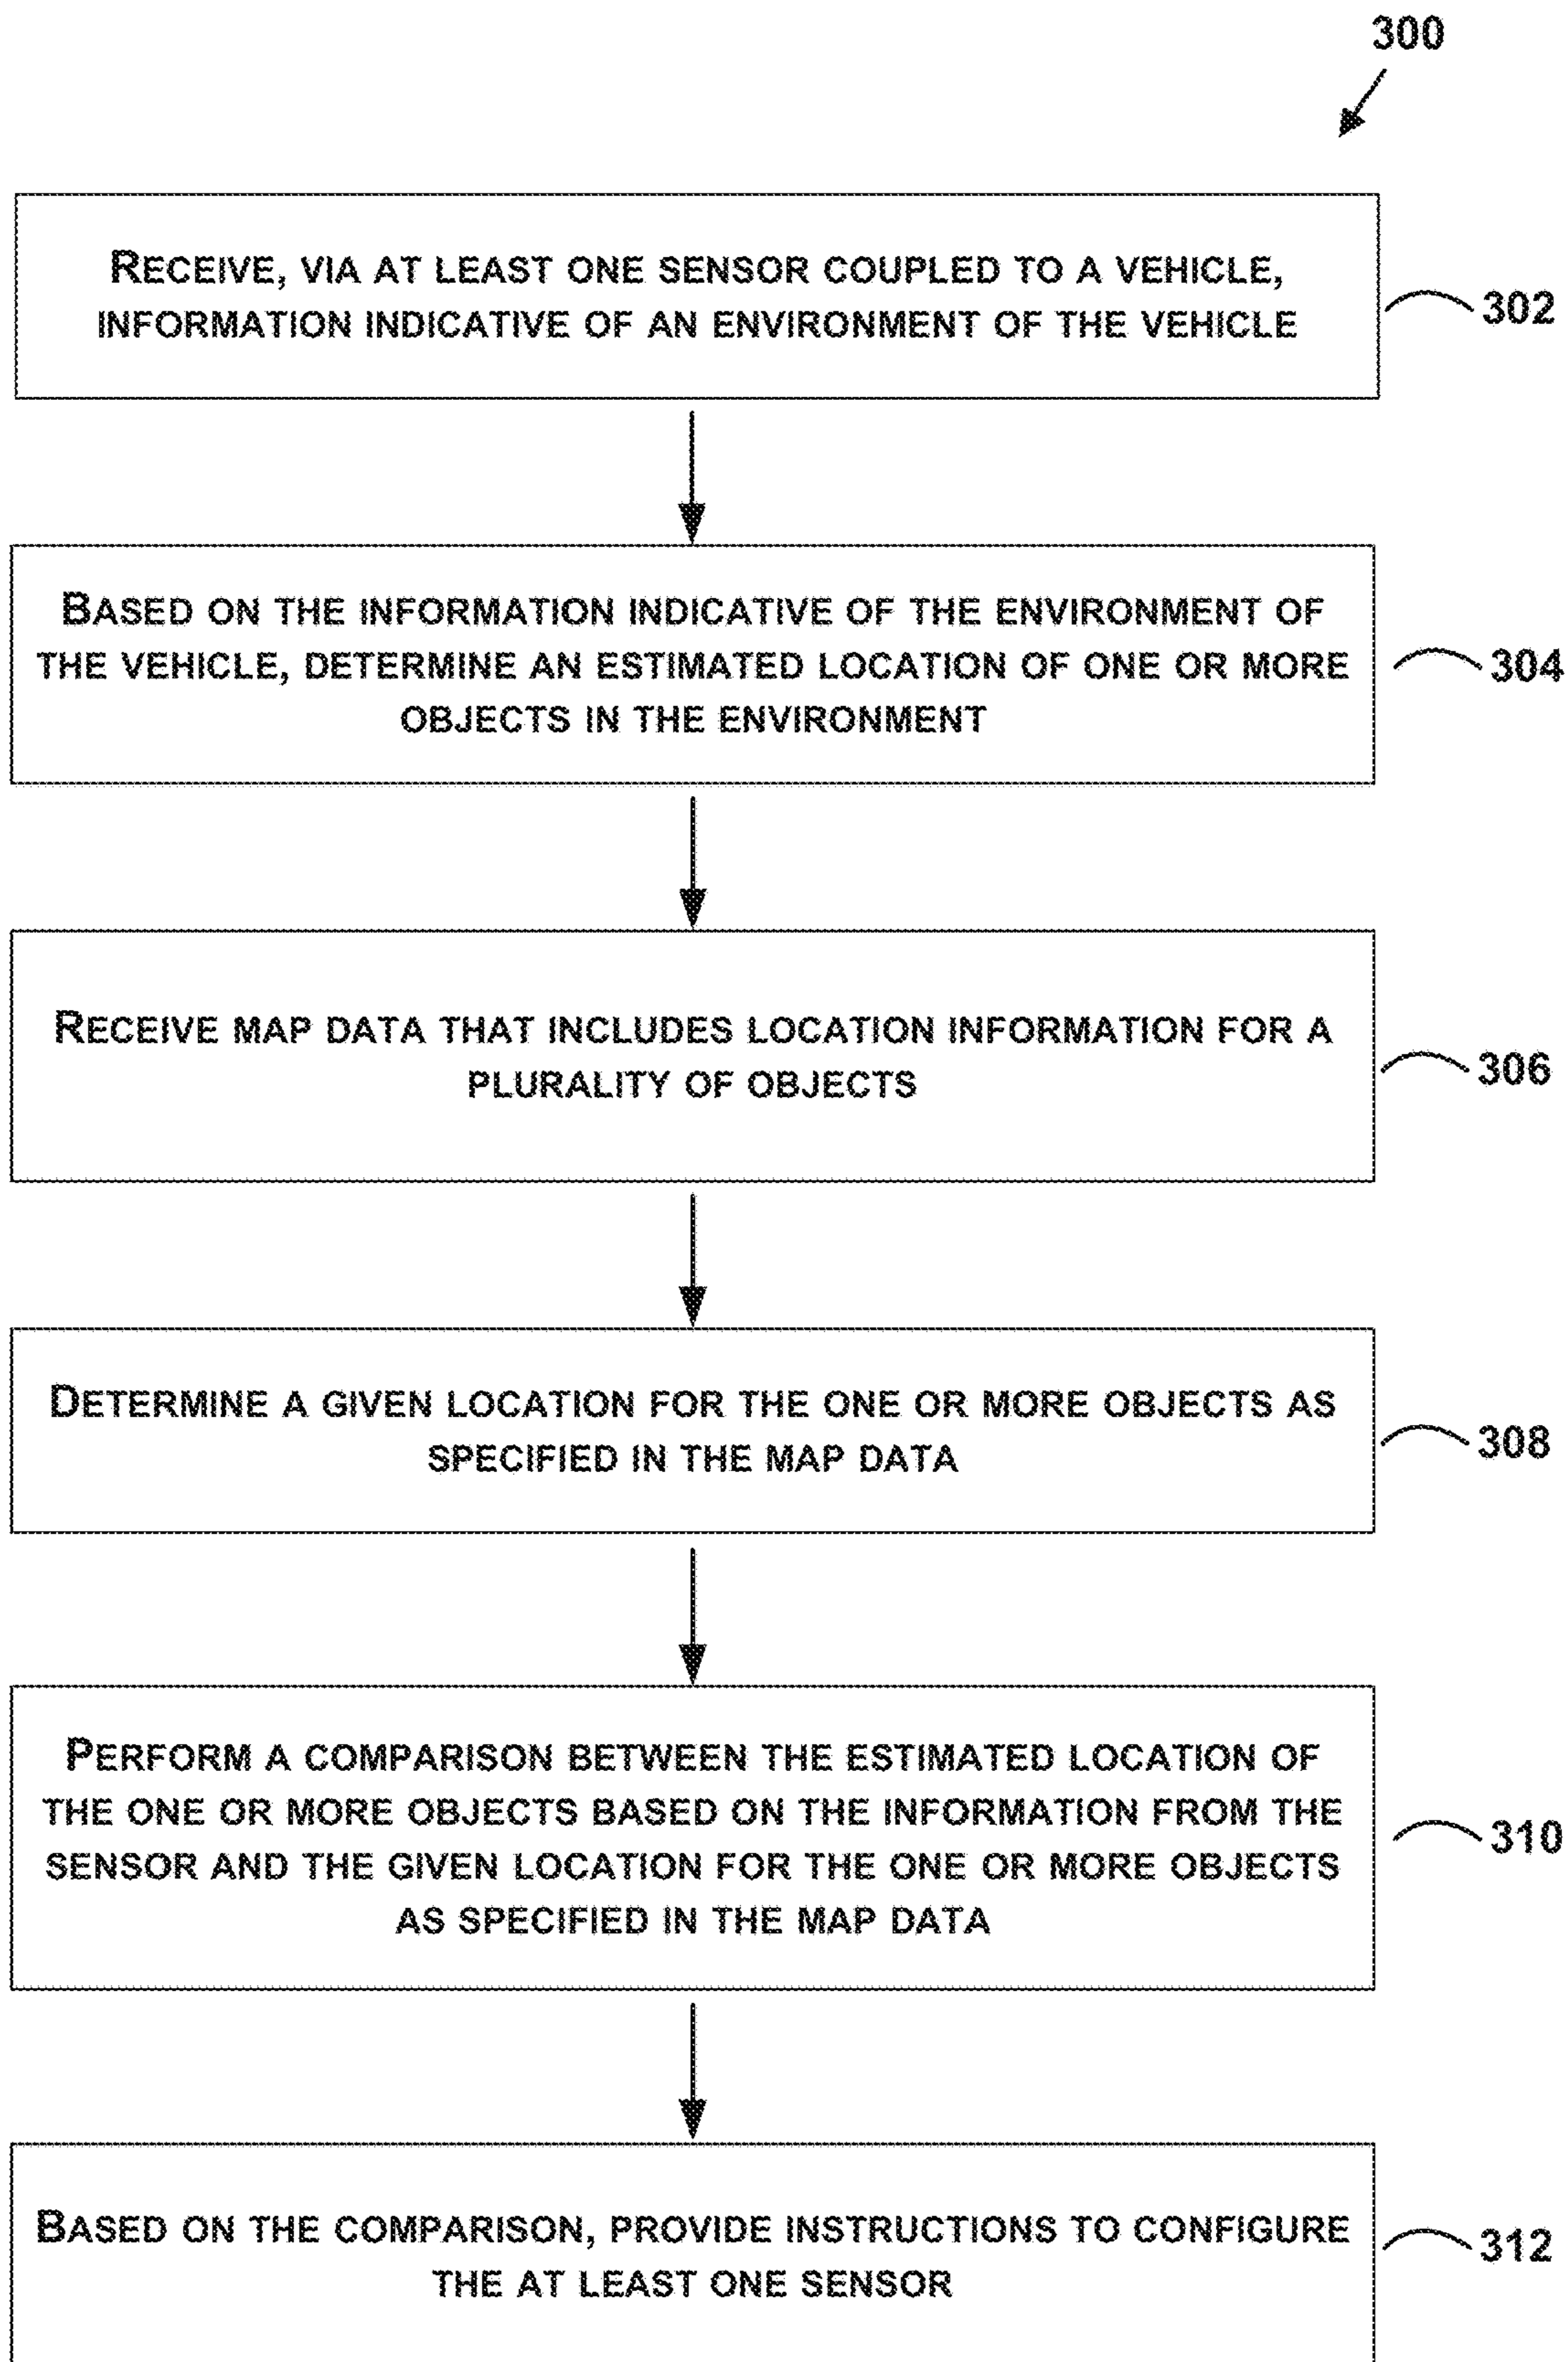 300
RECEIVE, VIA AT LEAST ONE SENSOR COUPLED TO A VEHICLE,
INFORMATION INDICATIVE OF AN ENVIRONMENT OF THE VEHICLE
302
BASED ON THE INFORMATION INDICATIVE OF THE ENVIRONMENT OF
THE VEHICLE, DETERMINE AN ESTIMATED LOCATION OF ONE OR MORE
OBJECTS IN THE ENVIRONMENT
304
RECEIVE MAP DATA THAT INCLUDES LOCATION INFORMATION FOR A
PLURALITY OF OBJECTS
306
DETERMINE A GIVEN LOCATION FOR THE ONE OR MORE OBJECTS AS
SPECIFIED IN THE MAP DATA
308
PERFORM A COMPARISON BETWEEN THE ESTIMATED LOCATION OF
THE ONE OR MORE OBJECTS BASED ON THE INFORMATION FROM THE
SENSOR AND THE GIVEN LOCATION FOR THE ONE OR MORE OBJECTS
AS SPECIFIED IN THE MAP DATA
310
BASED ON THE COMPARISON, PROVIDE INSTRUCTIONS TO CONFIGURE
THE AT LEAST ONE SENSOR
312